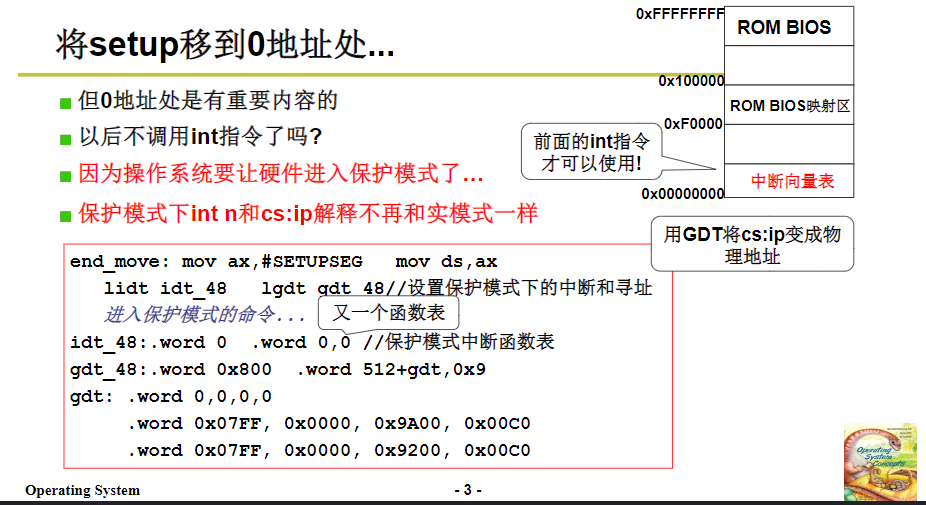 将setup移到0地址处...
但0地址处是有重要内容的
以后不调用int指令了吗?
因为操作系统要让硬件进入保护模式了…
保护模式下int n和cs:ip解释不再和实模式一样
0xFFFFFFFF
ROM BIOS
0x100000
ROM BIOS映射区
0xF0000
中断向量表
0x00000000
前面的int指令
才可以使用!
用GDT将cs:ip变成物
理地址
end_move: mov ax,#SETUPSEG mov ds,ax
lidt idt_48 lgdt gdt_48//设置保护模式下的中断和寻址
进入保护模式的命令...
又一个函数表
idt_48:.word 0 .word 0,0 //保护模式中断函数表
gdt_48:.word 0x800 .word 512+gdt,0x9
gdt: .word 0,0,0,0
.word 0x07FF, 0x0000, 0x9A00, 0x00C0
.word 0x07FF, 0x0000, 0x9200, 0x00C0
Operating System
- 3 -
Operating
System
Concepts